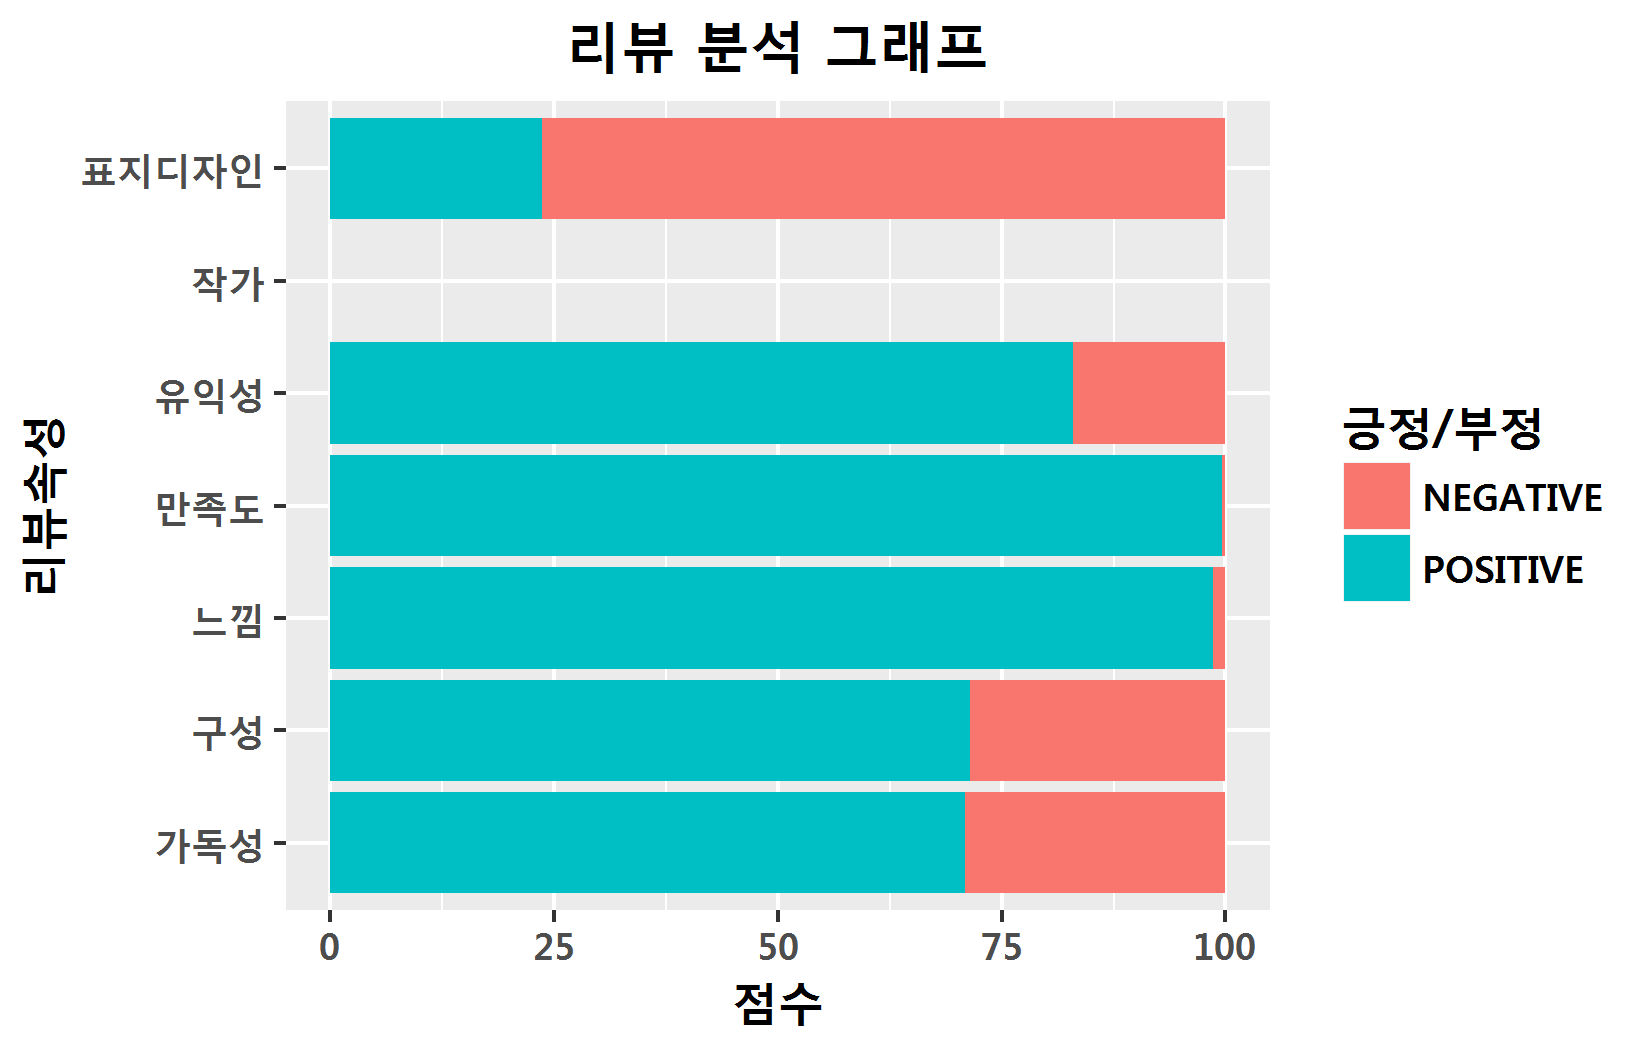 리뷰 분석 그래프
표지디자인
작가
유익성
만족도
느낌
구성
가독성
리뷰속성
0 25 50 75 100
점수
긍정/부정
NEGATIVE
POSITIVE